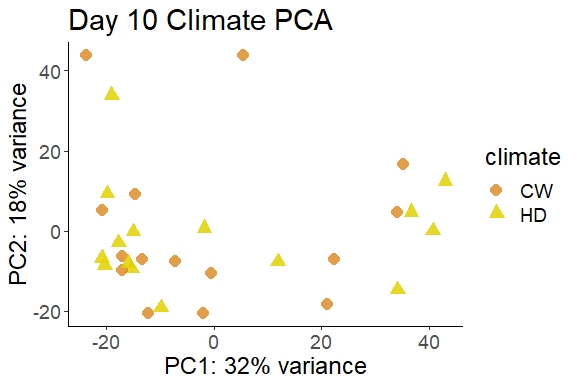 Day 10 Climate PCA
PC2: 18% variance
40
20
0
-20
-20
0
20
40
PC1: 32% variance
climate
CW
HD